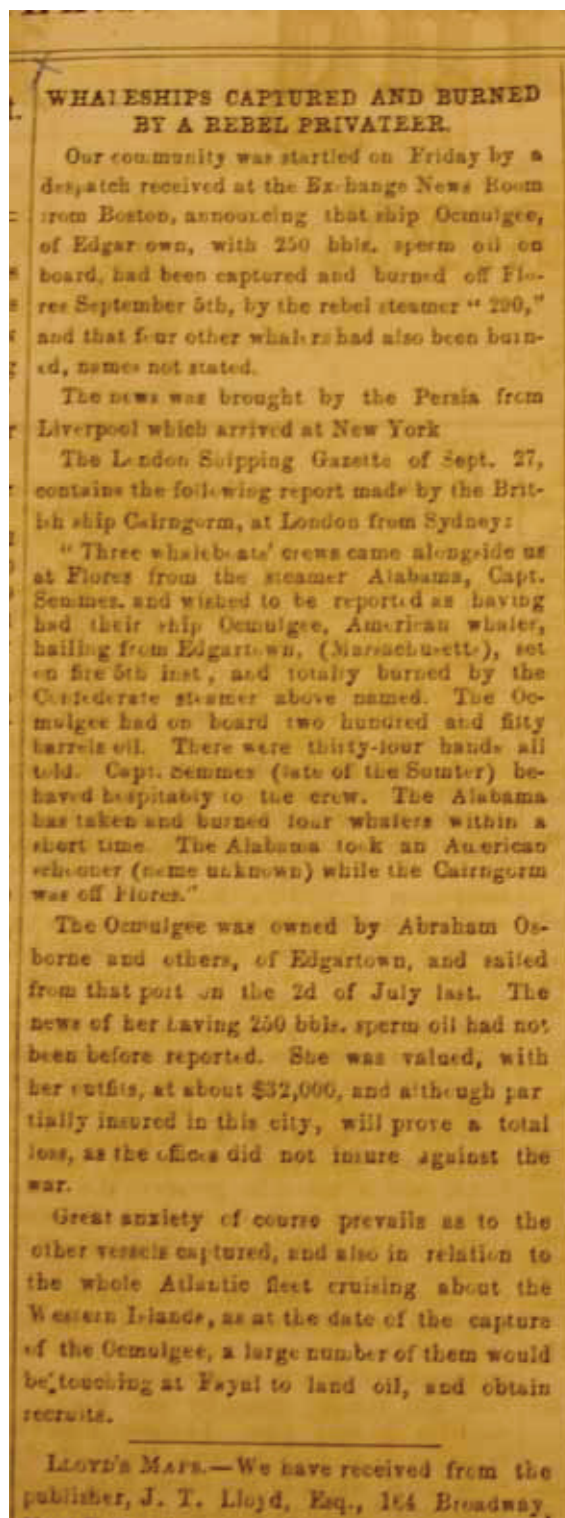 WHALESHIPS CAPTURED AND BURNED
BY A REBEL PRIVATEER.
Our community was startled on Friday by a
despatch received at the Exchange News Room
from Boston, announcing that ship Ocmulgee,
of Edgartown, with 250 bbls. sperm oil on
board, had been captured and burned off Flo-
res September 5th, by the rebel steamer "290,"
and that four other whalers had also been burn-
ed, names not stated.
The news was brought by the Persia from
Liverpool which arrived at New York
The London Shipping Gazette of Sept. 27,
contains the following report made by the Brit-
ish ship Cairngorm, at London from Sydney:
"Three whaleboats' crews came alongside us
at Flores from the steamer Alabama, Capt.
Semmes, and wished to be reported as having
had their ship Ocmulgee, American whaler,
hailing from Edgartown, (Massachusetts), set
on fire 5th inst, and totally burned by the
Confederate steamer above named. The Oc-
mulgee had on board two hundred and fifty
barrels oil. There were thirty-four hands all
told. Capt. Semmes (late of the Sumter) be-
haved hospitably to the crew. The Alabama
has taken and burned four whalers within a
short time. The Alabama took an American
schooner (name unknown) while the Cairngorm
was off Flores."
The Ocmulgee was owned by Abraham Os-
borne and others, of Edgartown, and sailed
from that port on the 2d of July last. The
news of her having 250 bbls. sperm oil had not
been before reported. She was valued, with
her outfits, at about $32,000, and although par
tially insured in this city, will prove a total
loss, as the offices did not insure against the
war.
Great anxiety of course prevails as to the
other vessels captured, and also in relation to
the whole Atlantic fleet cruising about the
Western Islands, as at the date of the capture
of the Ocmulgee, a large number of them would
be touching at Fayal to land oil, and obtain
recruits.
LLOYD'S MAPS.—We have received from the
publisher, J. T. Lloyd, Esq., 164 Broadway,